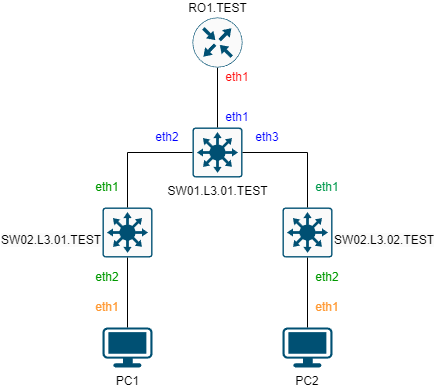 RO1.TEST
eth1
eth1
eth2
eth3
SW01.L3.01.TEST
eth1
eth1
SW02.L3.01.TEST
SW02.L3.02.TEST
eth2
eth2
eth1
eth1
PC1
PC2